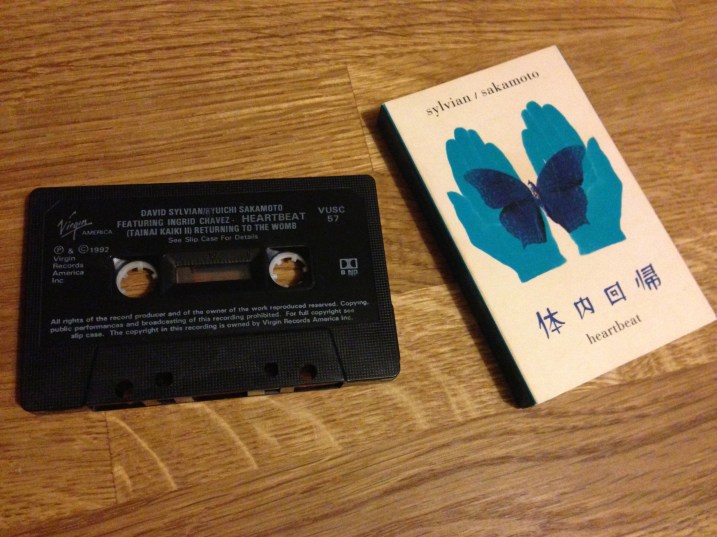 DAVID SYLVIAN/RYUICHI SAKAMOTO
FEATURING INGRID CHAVEZ - HEARTBEAT
(TAINAI KAIKI II) RETURNING TO THE WOMB
See Slip Case For Details
VUSC
57
Virgin
AMERICA
℗ & © 1992
Virgin
Records
America
Inc
All rights of the record producer and of the owner of the work reproduced reserved. Copying,
public performances and broadcasting of this recording prohibited. For full copyright see
slip case. The copyright in this recording is owned by Virgin Records America Inc.
sylvian / sakamoto
体内回帰
heartbeat